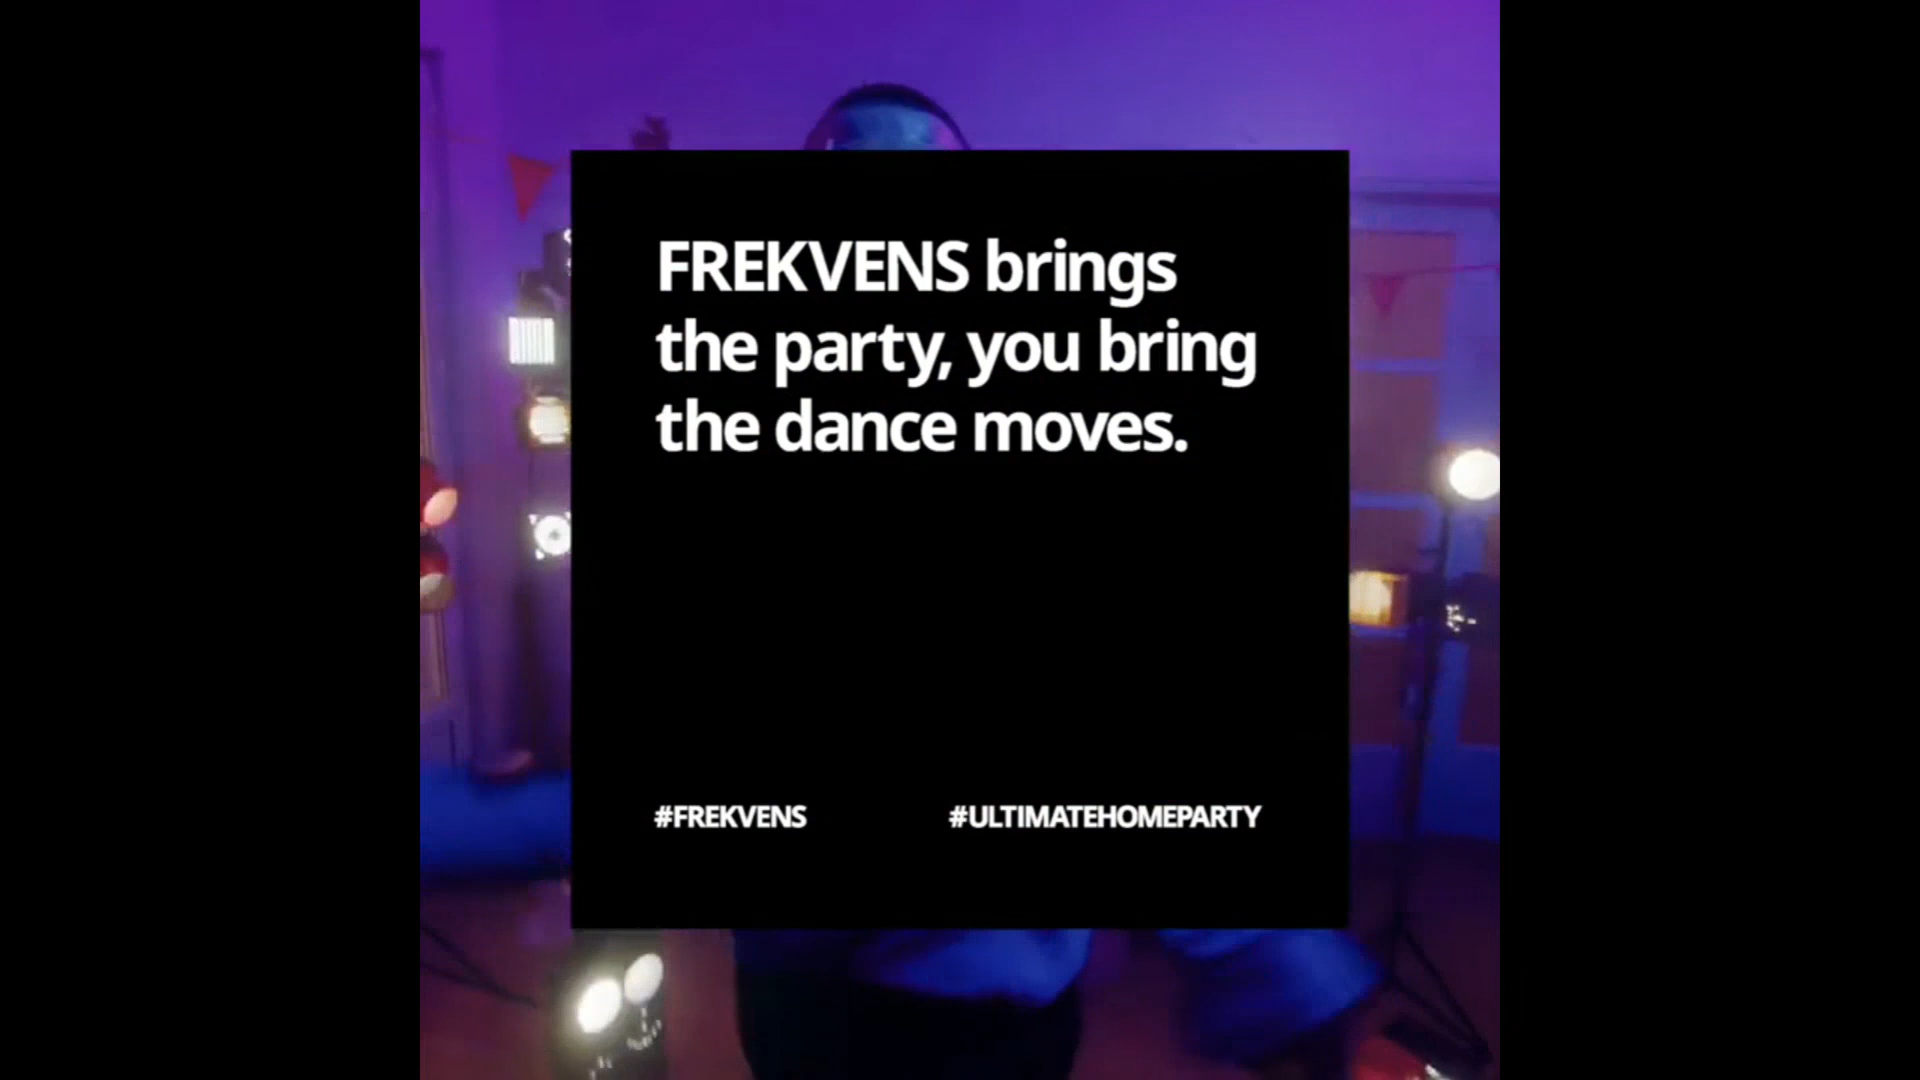 FREKVENS brings
the party, you bring
the dance moves.
#FREKVENS #ULTIMATEHOMEPARTY